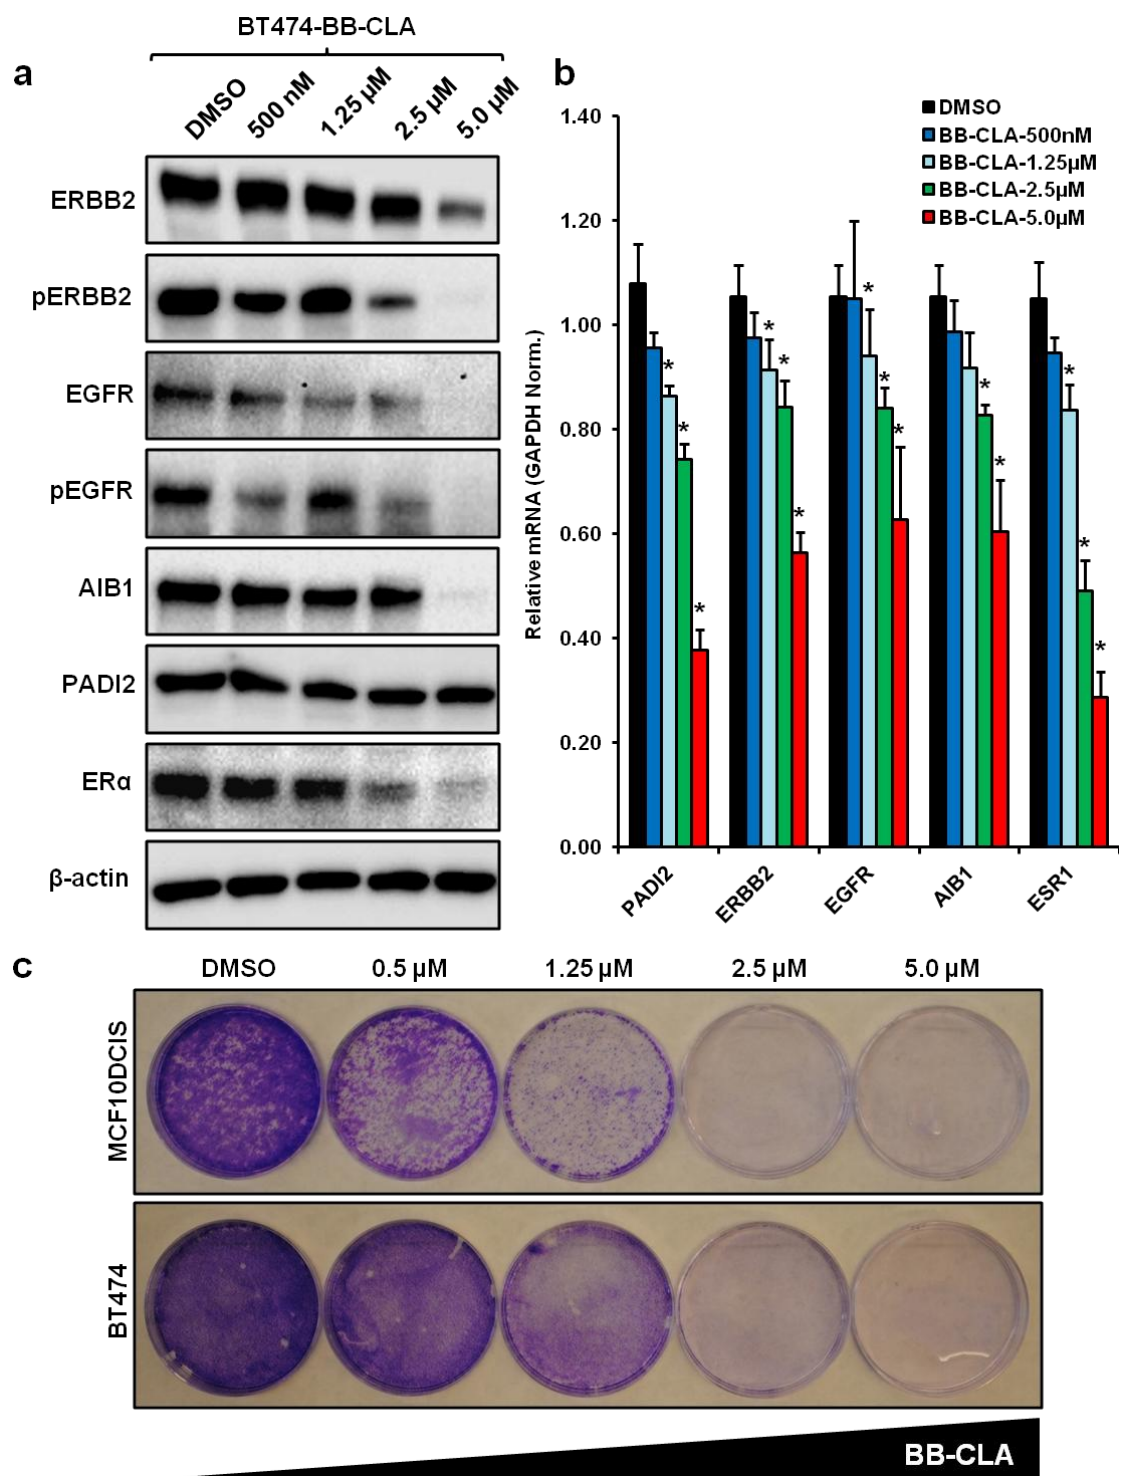 BT474-BB-CLA
a
DMSO
500 nM
1.25 µM
2.5 µM
5.0 µM
ERBB2
pERBB2
EGFR
pEGFR
AIB1
PADI2
ERα
β-actin
b
DMSO
BB-CLA-500nM
BB-CLA-1.25µM
BB-CLA-2.5µM
BB-CLA-5.0µM
Relative mRNA (GAPDH Norm.)
1.40
1.20
1.00
0.80
0.60
0.40
0.20
0.00
* * *
* * *
* * *
* *
* * *
PADI2
ERBB2
EGFR
AIB1
ESR1
c
DMSO
0.5 µM
1.25 µM
2.5 µM
5.0 µM
MCF10DCIS
BT474
BB-CLA